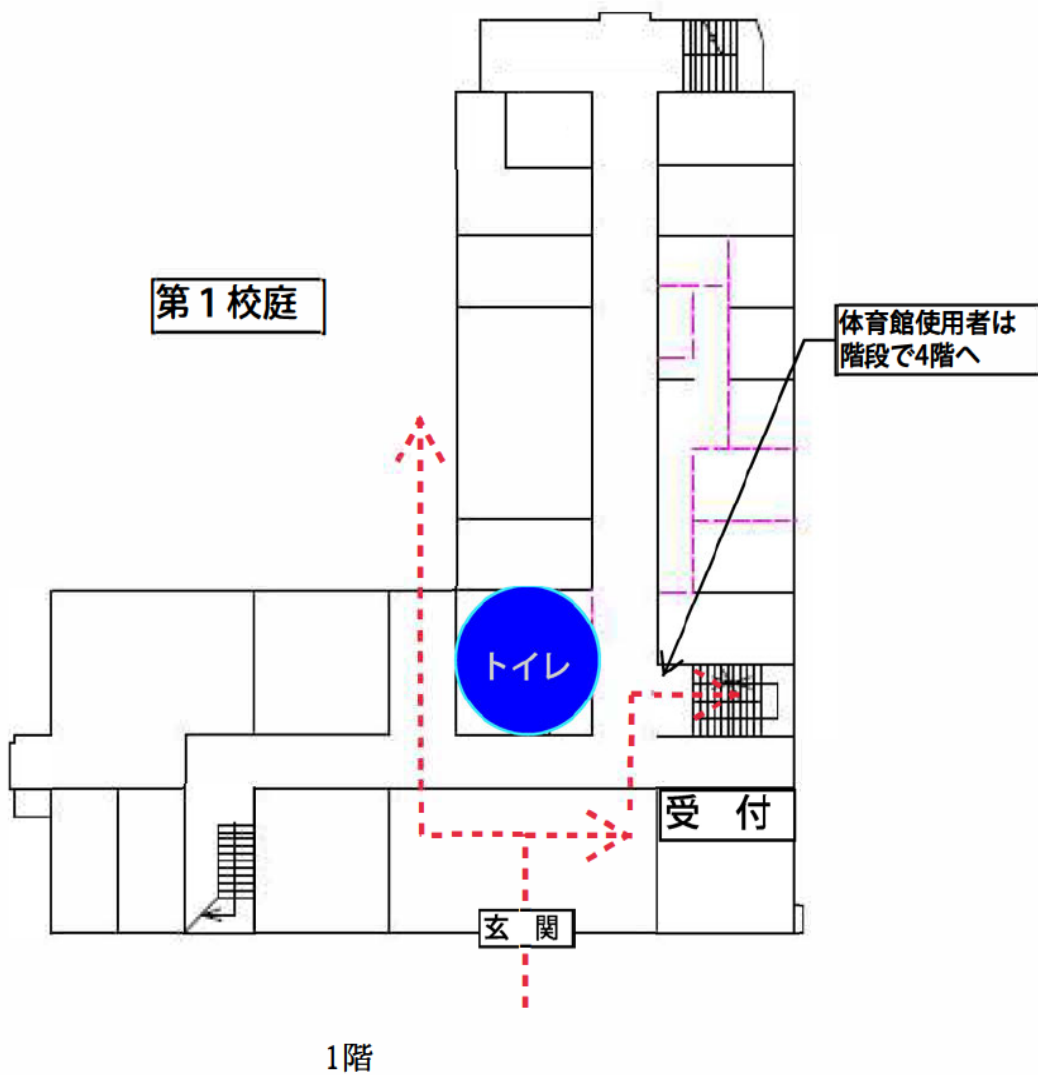 第１校庭
体育館使用者は
階段で4階へ
トイレ
受　付
玄　関
1階